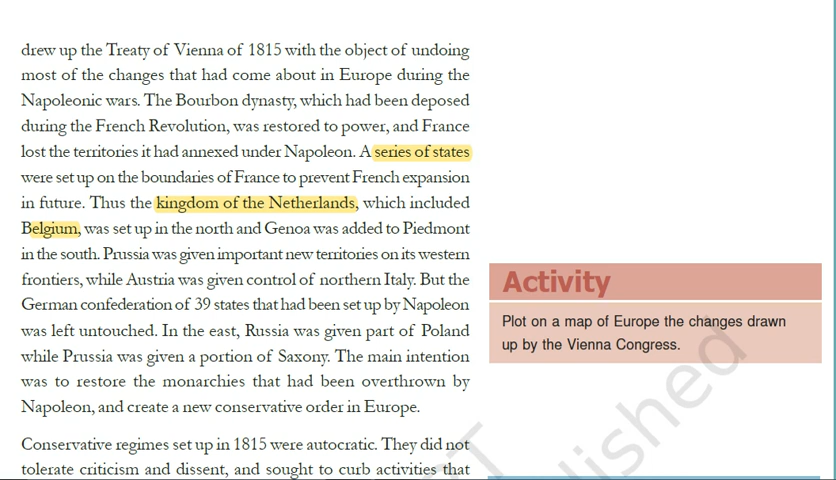 drew up the Treaty of Vienna of 1815 with the object of undoing
most of the changes that had come about in Europe during the
Napoleonic wars. The Bourbon dynasty, which had been deposed
during the French Revolution, was restored to power, and France
lost the territories it had annexed under Napoleon. A series of states
were set up on the boundaries of France to prevent French expansion
in future. Thus the kingdom of the Netherlands, which included
Belgium, was set up in the north and Genoa was added to Piedmont
in the south. Prussia was given important new territories on its western
frontiers, while Austria was given control of northern Italy. But the
German confederation of 39 states that had been set up by Napoleon
was left untouched. In the east, Russia was given part of Poland
while Prussia was given a portion of Saxony. The main intention
was to restore the monarchies that had been overthrown by
Napoleon, and create a new conservative order in Europe.
Conservative regimes set up in 1815 were autocratic. They did not
tolerate criticism and dissent, and sought to curb activities that
Activity
Plot on a map of Europe the changes drawn
up by the Vienna Congress.